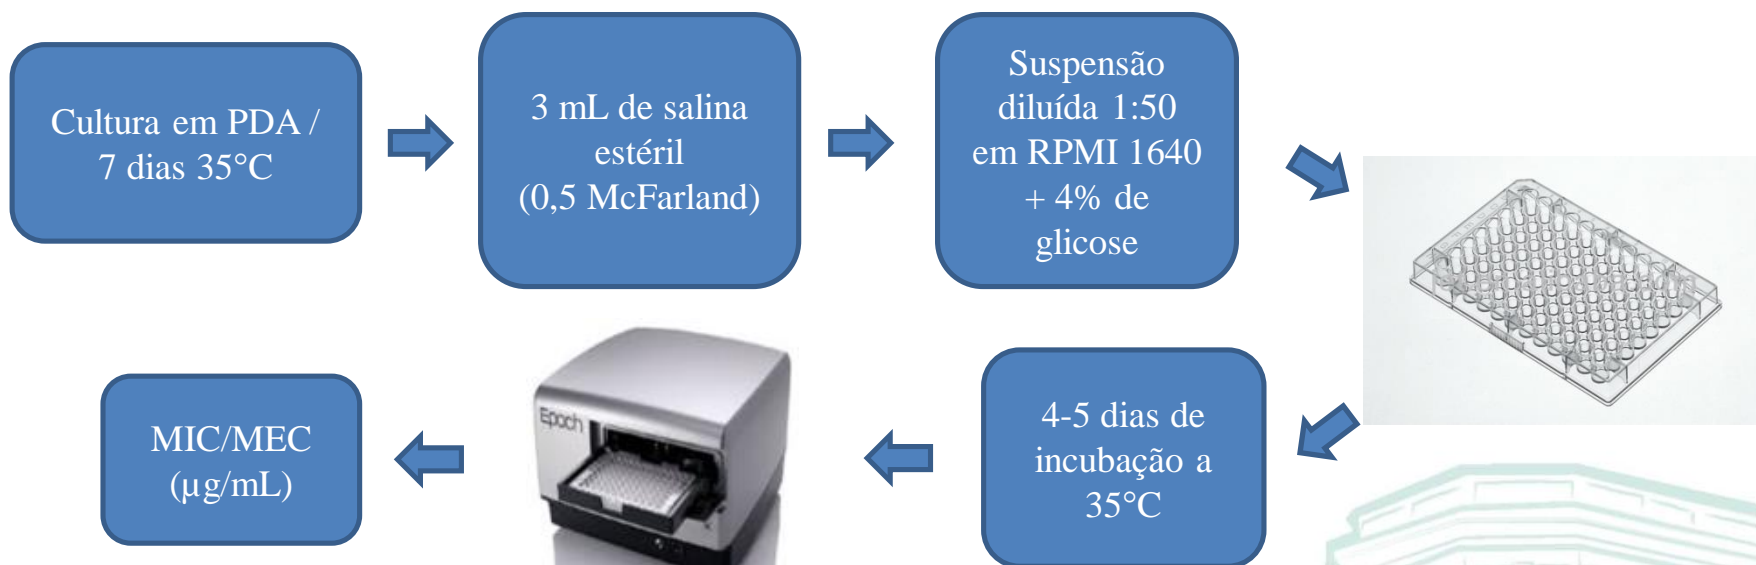 Cultura em PDA /
7 dias 35°C
3 mL de salina
estéril
(0,5 McFarland)
Suspensão
diluída 1:50
em RPMI 1640
+ 4% de
glicose
4-5 dias de
incubação a
35°C
Epoch
MIC/MEC
(µg/mL)